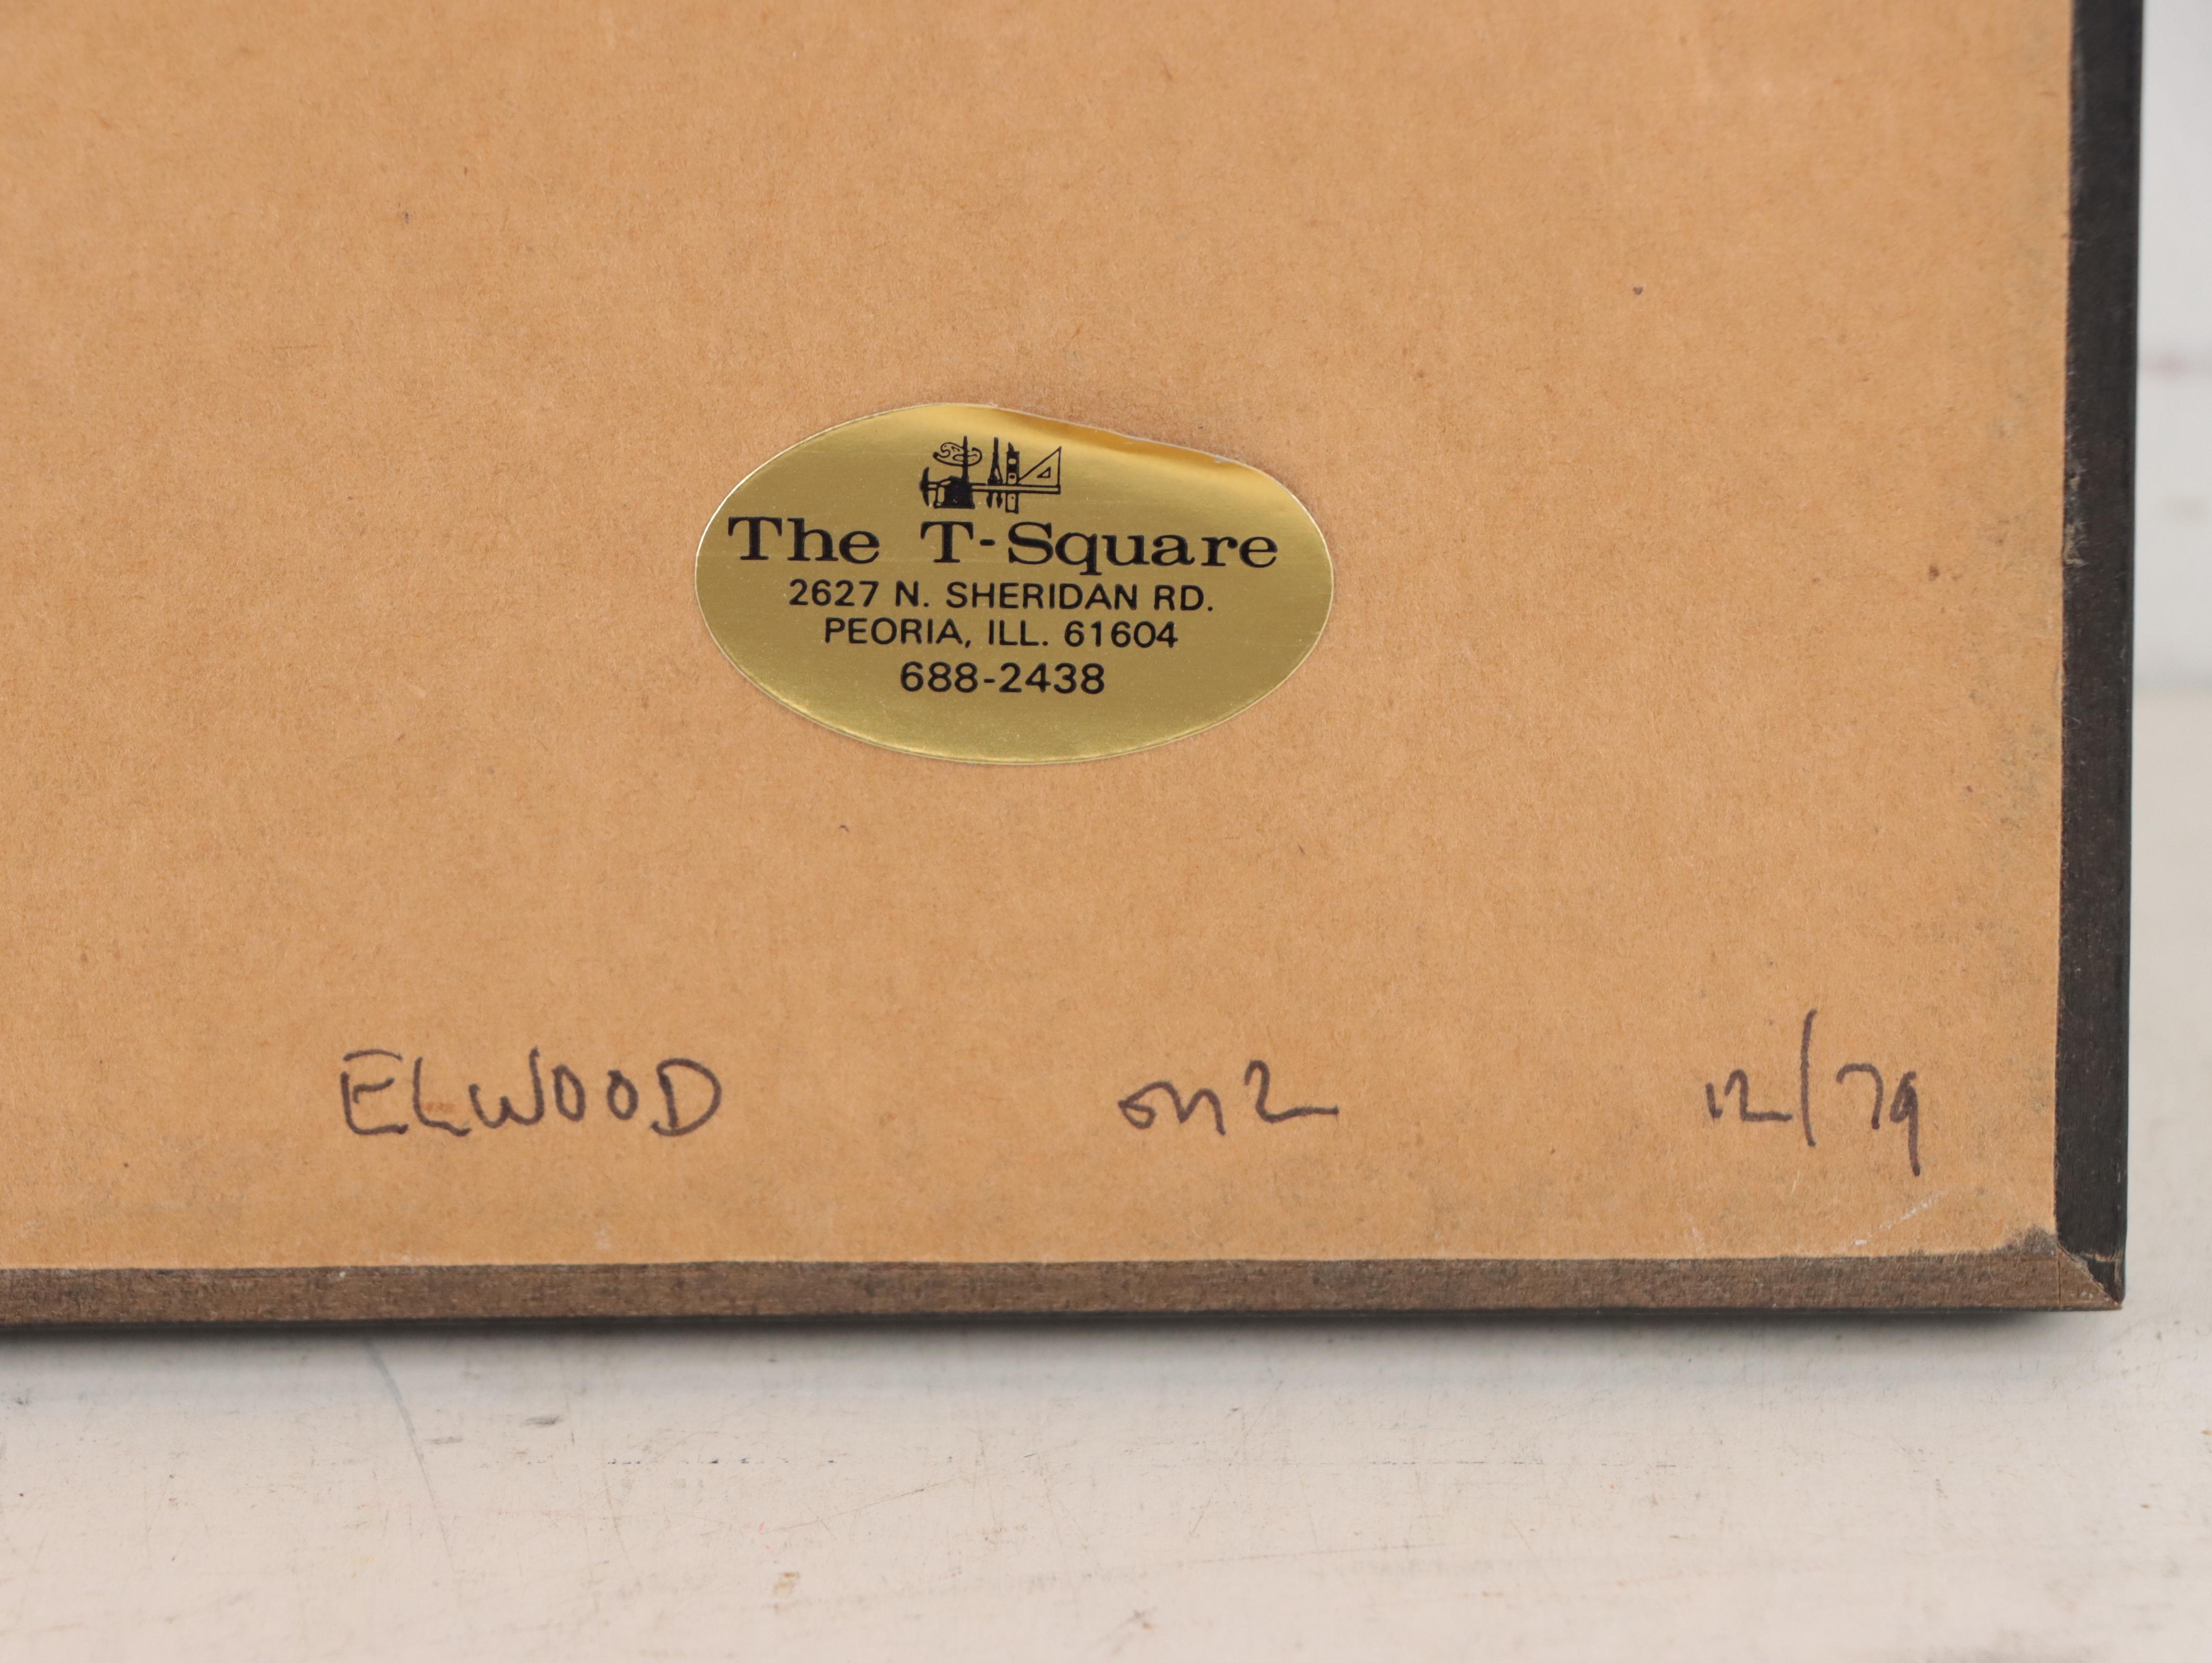 The T-Square
2627 N. SHERIDAN RD.
PEORIA, ILL. 61604
688-2438
ELWOOD 12/79